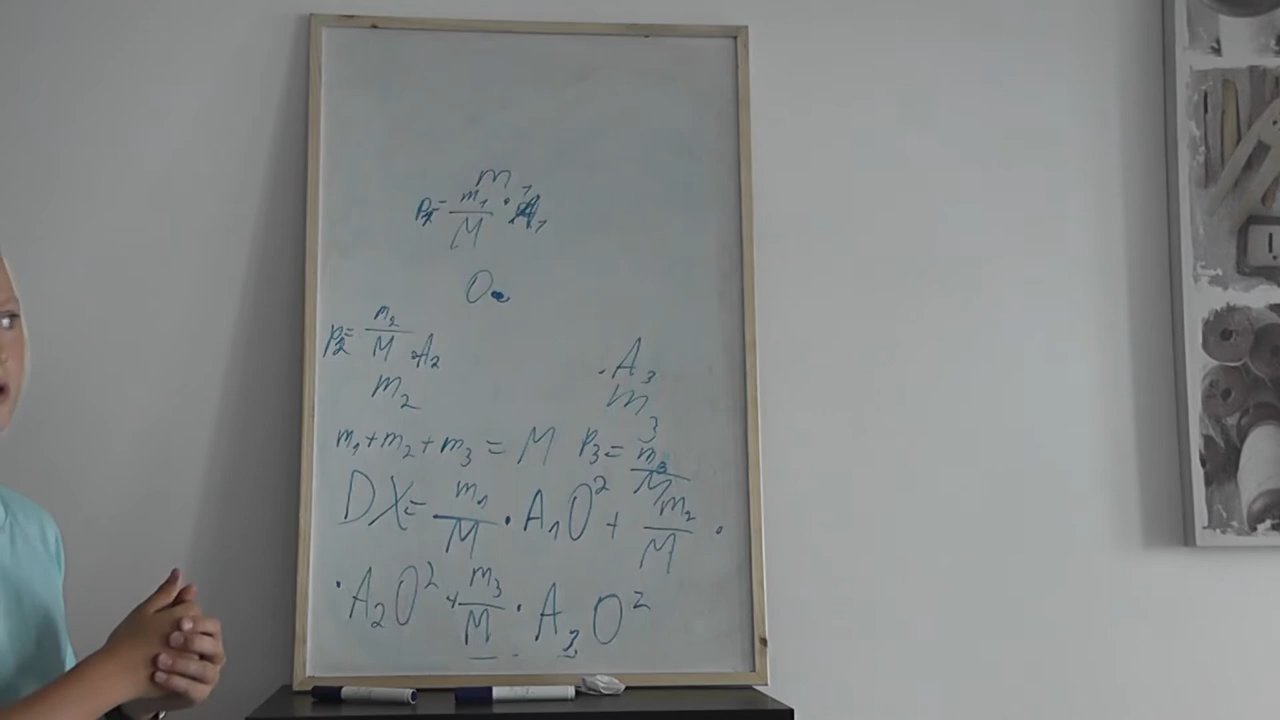 m
P₁= m₁/M · A₁
O
P₂= m₂/M · A₂
m₂
· A₃
m₃
m₁+m₂+m₃ = M P₃= m₃/M
DX= m₁/M · A₁O² + m₂/M ·
· A₂O² + m₃/M · A₃O²